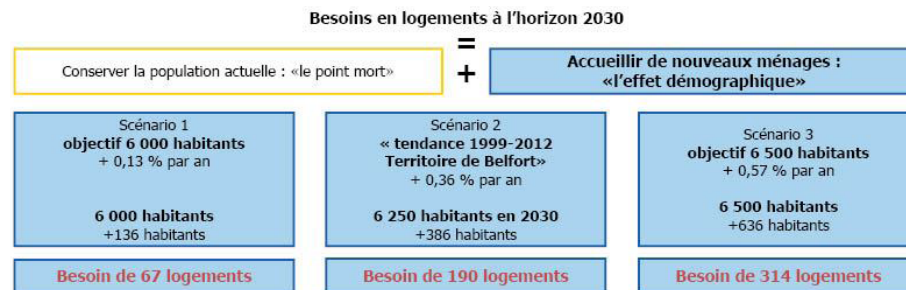 Besoins en logements à l’horizon 2030
=
Conserver la population actuelle : «le point mort»
+
Accueillir de nouveaux ménages :
«l’effet démographique»
Scénario 1
objectif 6 000 habitants
+ 0,13 % par an
6 000 habitants
+136 habitants
Besoin de 67 logements
Scénario 2
« tendance 1999-2012
Territoire de Belfort»
+ 0,36 % par an
6 250 habitants en 2030
+386 habitants
Besoin de 190 logements
Scénario 3
objectif 6 500 habitants
+ 0,57 % par an
6 500 habitants
+636 habitants
Besoin de 314 logements